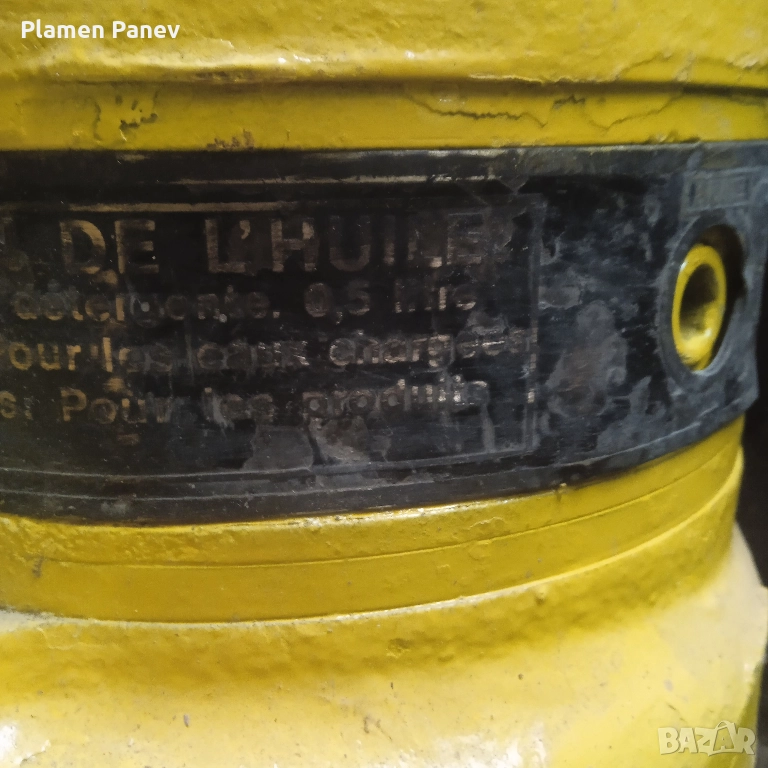 Plamen Panev
DE L'HUILE
détergente. 0,5 litre
Pour les eaux chargées
Pour les produits
BAZAR